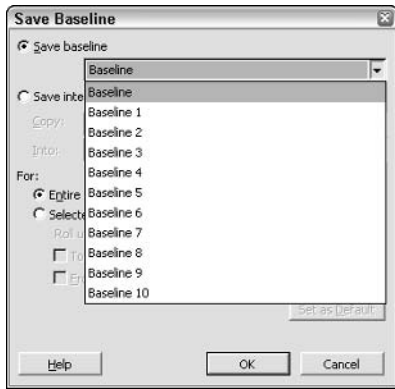 Save Baseline
Save baseline
Baseline
Save inte
Baseline
Baseline 1
Copy:
Baseline 2
Into:
Baseline 3
For:
Baseline 4
Entire
Baseline 5
Selecte
Baseline 6
Roll u
Baseline 7
To
Baseline 8
Fr
Baseline 9
Baseline 10
Set as Default
Help
OK
Cancel